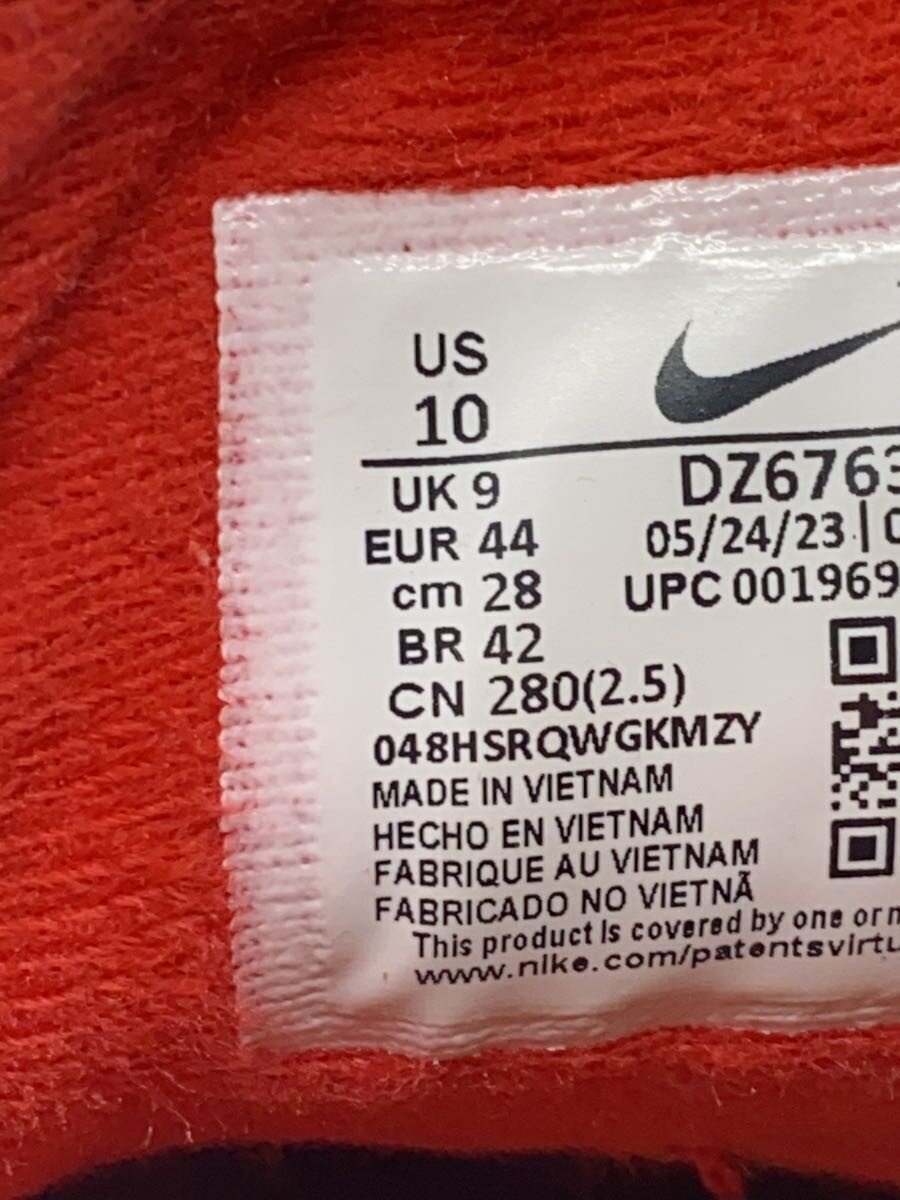 US
10
UK 9
EUR 44
cm 28
BR 42
CN 280(2.5)
048HSRQWGKMZY
MADE IN VIETNAM
HECHO EN VIETNAM
FABRIQUE AU VIETNAM
FABRICADO NO VIETNÃ
This product is covered by one or
www.nike.com/patentsvirtu
DZ6763
05/24/23 | 0
UPC 001969